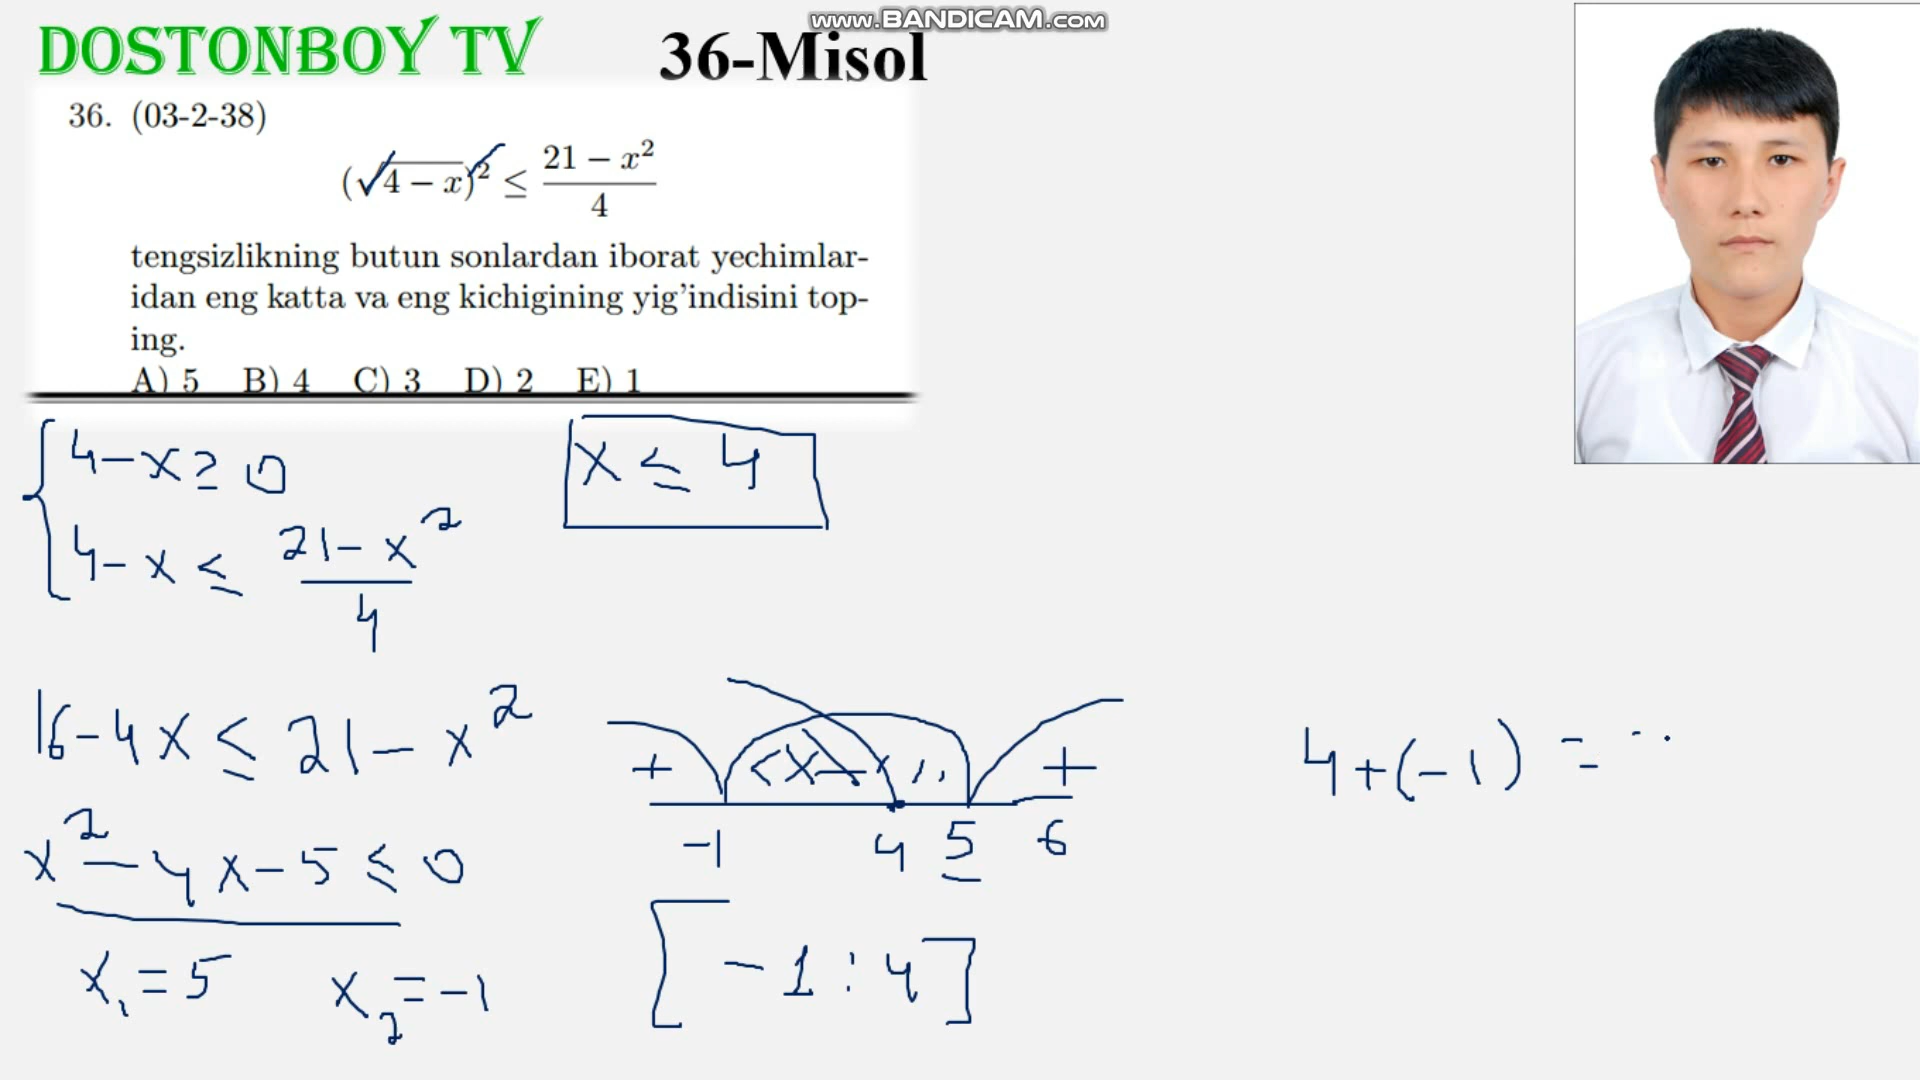 www.BANDICAM.com
DOSTONBOY TV
36-Misol
36. (03-2-38)
(√4 − x)² ≤ 21 − x² / 4
tengsizlikning butun sonlardan iborat yechimlar-
idan eng katta va eng kichigining yig'indisini top-
ing.
A) 5 B) 4 C) 3 D) 2 E) 1
4 − x ≥ 0
x ≤ 4
4 − x ≤ 21 − x² / 4
16 − 4x ≤ 21 − x²
x² − 4x − 5 ≤ 0
x₁ = 5 x₂ = −1
+ +
−1 4 5 6
[−1 : 4]
4 + (−1) =